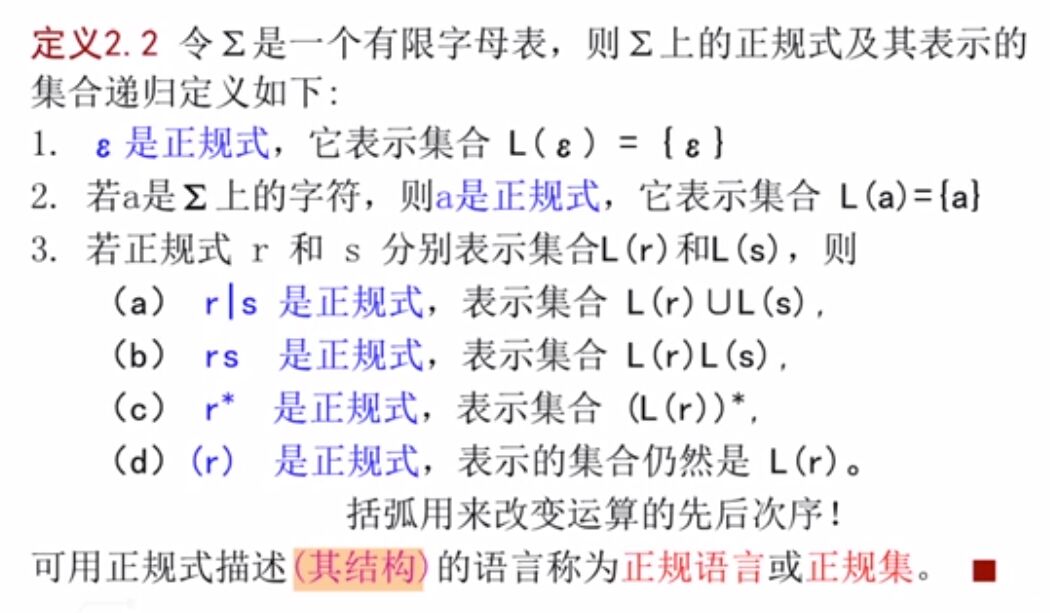 定义2.2 令Σ是一个有限字母表，则Σ上的正规式及其表示的
集合递归定义如下:
1. ε 是正规式，它表示集合 L(ε) = {ε}
2. 若a是Σ上的字符，则a是正规式，它表示集合 L(a)={a}
3. 若正规式 r 和 s 分别表示集合L(r)和L(s)，则
(a) r|s 是正规式，表示集合 L(r)∪L(s),
(b) rs 是正规式，表示集合 L(r)L(s),
(c) r* 是正规式，表示集合 (L(r))*,
(d) (r) 是正规式，表示的集合仍然是 L(r)。
括弧用来改变运算的先后次序!
可用正规式描述(其结构)的语言称为正规语言或正规集。 ■